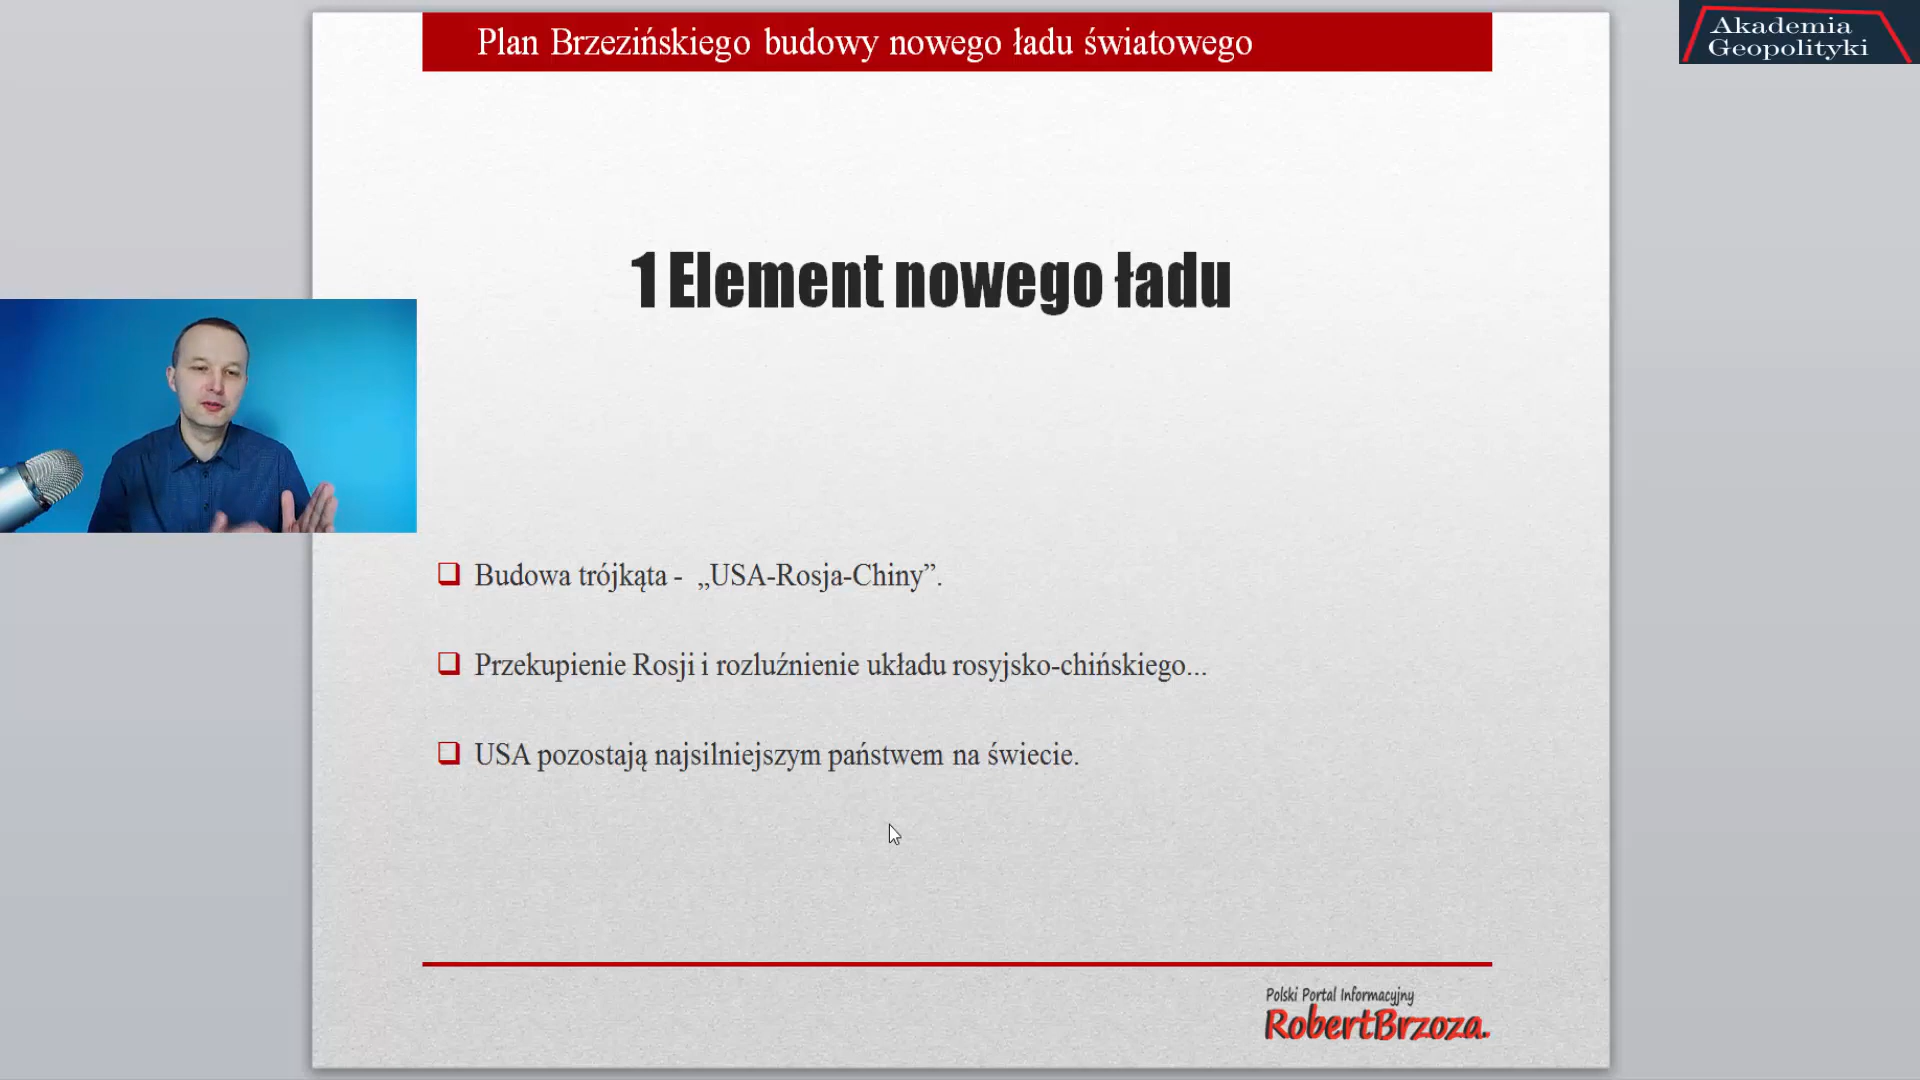 Plan Brzezińskiego budowy nowego ładu światowego
Akademia
Geopolityki
1 Element nowego ładu
Budowa trójkąta - „USA-Rosja-Chiny”.
Przekupienie Rosji i rozluźnienie układu rosyjsko-chińskiego...
USA pozostają najsilniejszym państwem na świecie.
Polski Portal Informacyjny
RobertBrzoza.